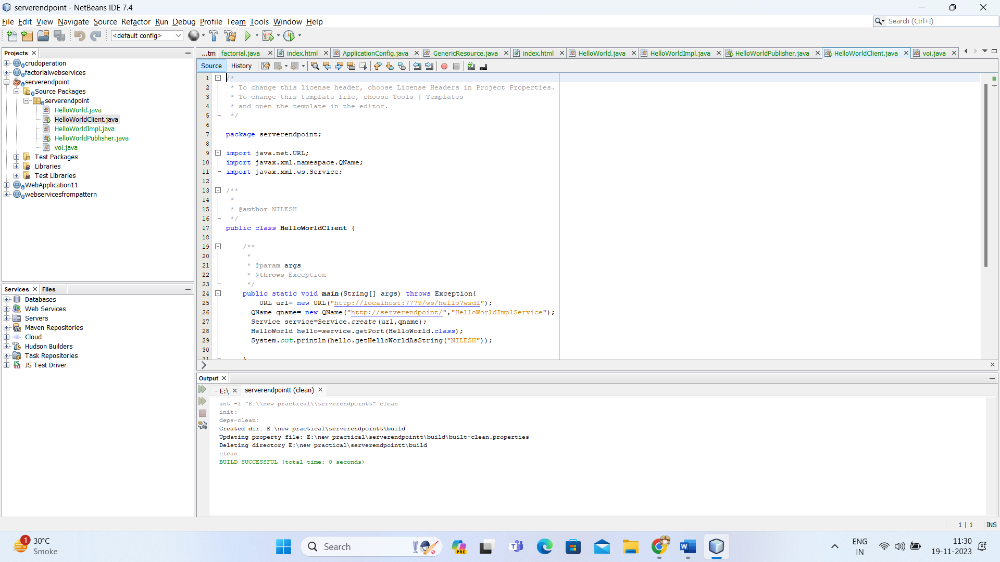 serverendpoint - NetBeans IDE 7.4
File Edit View Navigate Source Refactor Run Debug Profile Team Tools Window Help
Search (Ctrl+I)
<default config>
Projects
crudoperation
factorialwebservices
serverendpoint
Source Packages
serverendpoint
HelloWorld.java
HelloWorldClient.java
HelloWorldImpl.java
HelloWorldPublisher.java
voi.java
Test Packages
Libraries
Test Libraries
WebApplication11
webservicesfrompattern
Services Files
Databases
Web Services
Servers
Maven Repositories
Cloud
Hudson Builders
Task Repositories
JS Test Driver
...tm factorial.java index.html ApplicationConfig.java GenericResource.java index.html HelloWorld.java HelloWorldImpl.java HelloWorldPublisher.java HelloWorldClient.java voi.java
Source History
1 /*
2 * To change this license header, choose License Headers in Project Properties.
3 * To change this template file, choose Tools | Templates
4 * and open the template in the editor.
5 */
6
7 package serverendpoint;
8
9 import java.net.URL;
10 import javax.xml.namespace.QName;
11 import javax.xml.ws.Service;
12
13 /**
14 *
15 * @author NILESH
16 */
17 public class HelloWorldClient {
18
19 /**
20 *
21 * @param args
22 * @throws Exception
23 */
24 public static void main(String[] args) throws Exception{
25 URL url= new URL("http://localhost:7779/ws/hello?wsdl");
26 QName qname= new QName("http://serverendpoint/","HelloWorldImplService");
27 Service service=Service.create(url,qname);
28 HelloWorld hello=service.getPort(HelloWorld.class);
29 System.out.println(hello.getHelloWorldAsString("NILESH"));
30
31 }
Output
- E:\ serverendpointt (clean)
ant -f "E:\\new practical\\serverendpointt" clean
init:
deps-clean:
Created dir: E:\new practical\serverendpointt\build
Updating property file: E:\new practical\serverendpointt\build\built-clean.properties
Deleting directory E:\new practical\serverendpointt\build
clean:
BUILD SUCCESSFUL (total time: 0 seconds)
1 | 1 INS
1
30°C
Smoke
Search
PRE
ENG
IN
11:30
19-11-2023